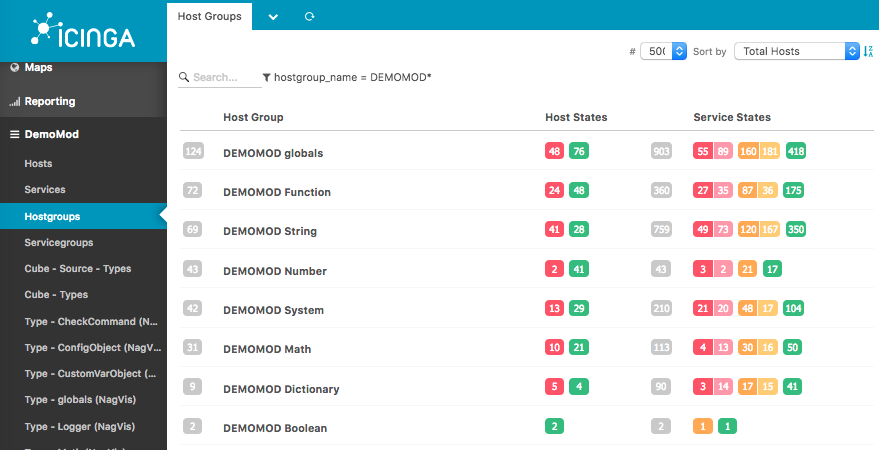 ICINGA
Host Groups
Maps
Reporting
DemoMod
Hosts
Services
Hostgroups
Servicegroups
Cube - Source - Types
Cube - Types
Type - CheckCommand (N...
Type - ConfigObject (NagV...
Type - CustomVarObject (...
Type - globals (NagVis)
Type - Logger (NagVis)
# 500 Sort by Total Hosts
Search... hostgroup_name = DEMOMOD*
Host Group Host States Service States
124 DEMOMOD globals 48 76 903 55 89 160 181 418
72 DEMOMOD Function 24 48 360 27 35 87 36 175
69 DEMOMOD String 41 28 759 49 73 120 167 350
43 DEMOMOD Number 2 41 43 3 2 21 17
42 DEMOMOD System 13 29 210 21 20 48 17 104
31 DEMOMOD Math 10 21 113 4 13 30 16 50
9 DEMOMOD Dictionary 5 4 90 3 14 17 15 41
2 DEMOMOD Boolean 2 2 1 1